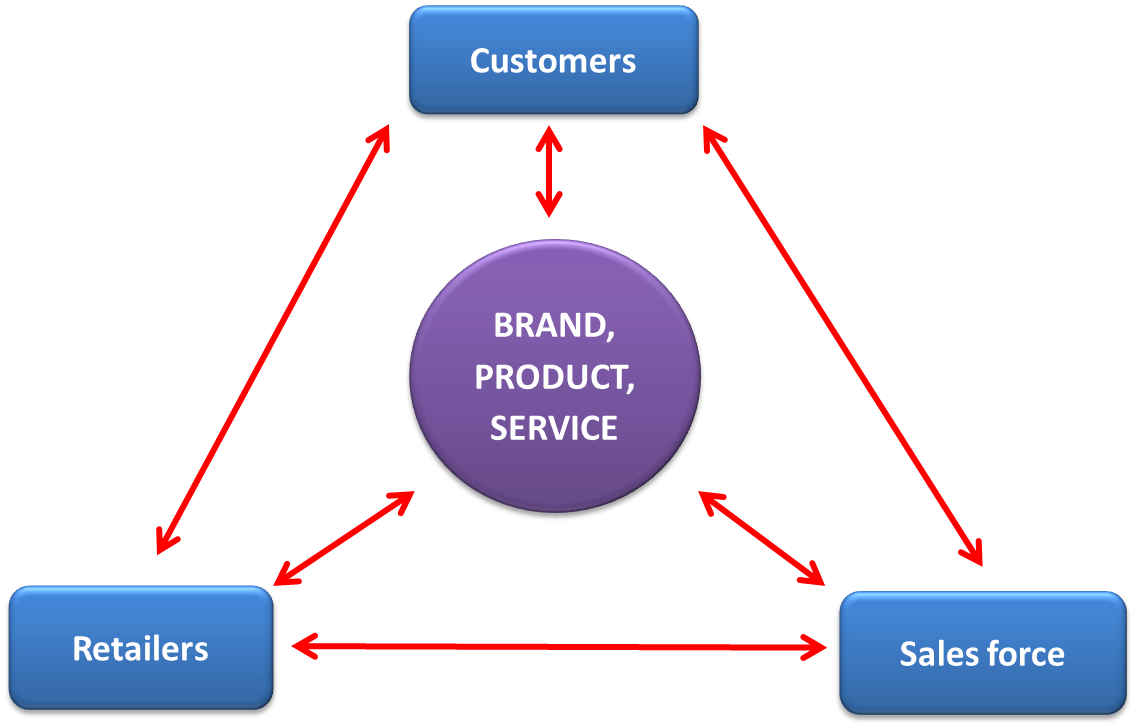 Customers
BRAND,
PRODUCT,
SERVICE
Retailers
Sales force